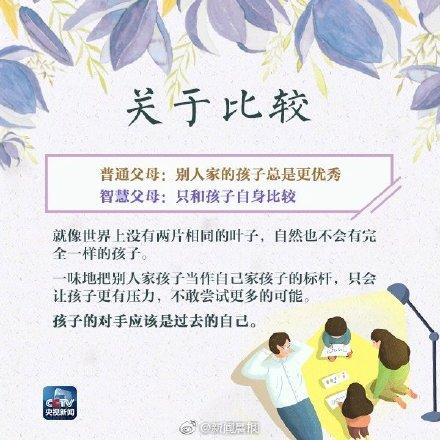 关于比较
普通父母：别人家的孩子总是更优秀
智慧父母：只和孩子自身比较
就像世界上没有两片相同的叶子，自然也不会有完
全一样的孩子。
一味地把别人家孩子当作自己家孩子的标杆，只会
让孩子更有压力，不敢尝试更多的可能。
孩子的对手应该是过去的自己。
CCTV
央视新闻
@新闻晨报